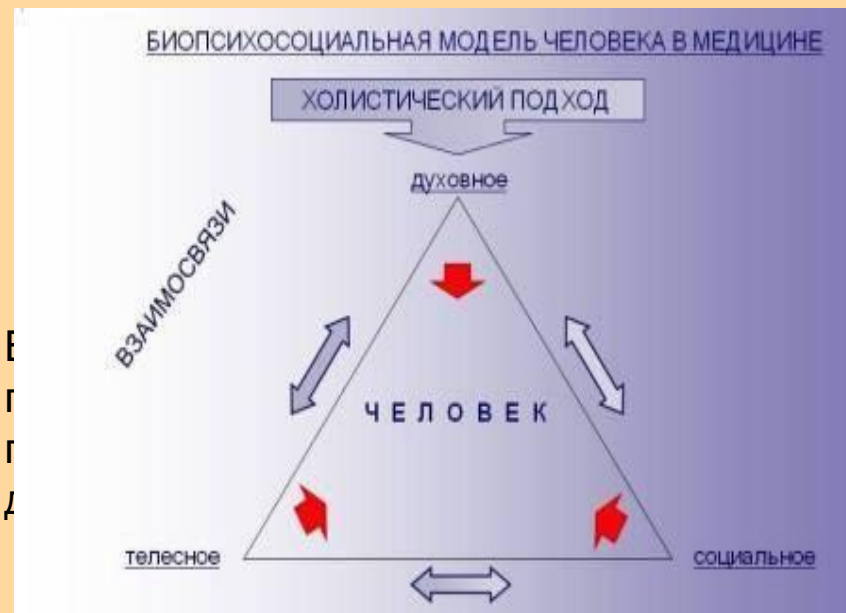 БИОПСИХОСОЦИАЛЬНАЯ МОДЕЛЬ ЧЕЛОВЕКА В МЕДИЦИНЕ
ХОЛИСТИЧЕСКИЙ ПОДХОД
духовное
ВЗАИМОСВЯЗИ
ЧЕЛОВЕК
телесное
социальное